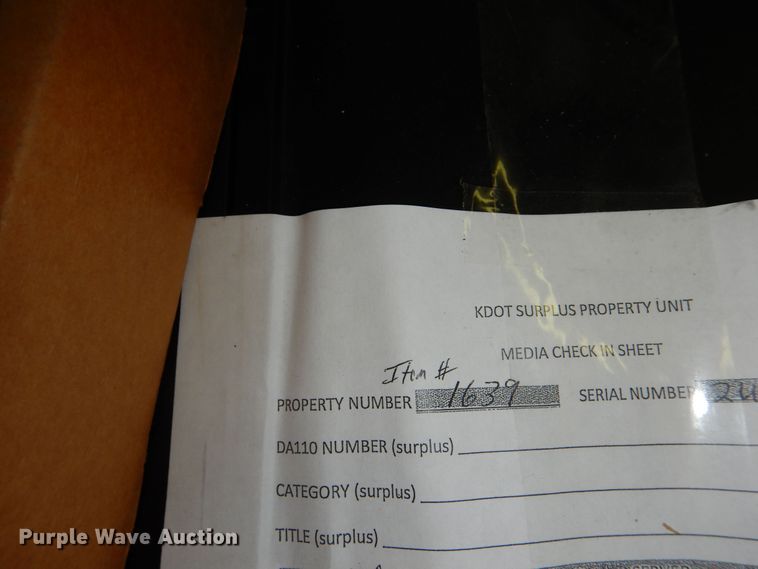 KDOT SURPLUS PROPERTY UNIT
MEDIA CHECK IN SHEET
Item #
PROPERTY NUMBER 1639 SERIAL NUMBER
DA110 NUMBER (surplus)
CATEGORY (surplus)
TITLE (surplus)
Purple Wave Auction